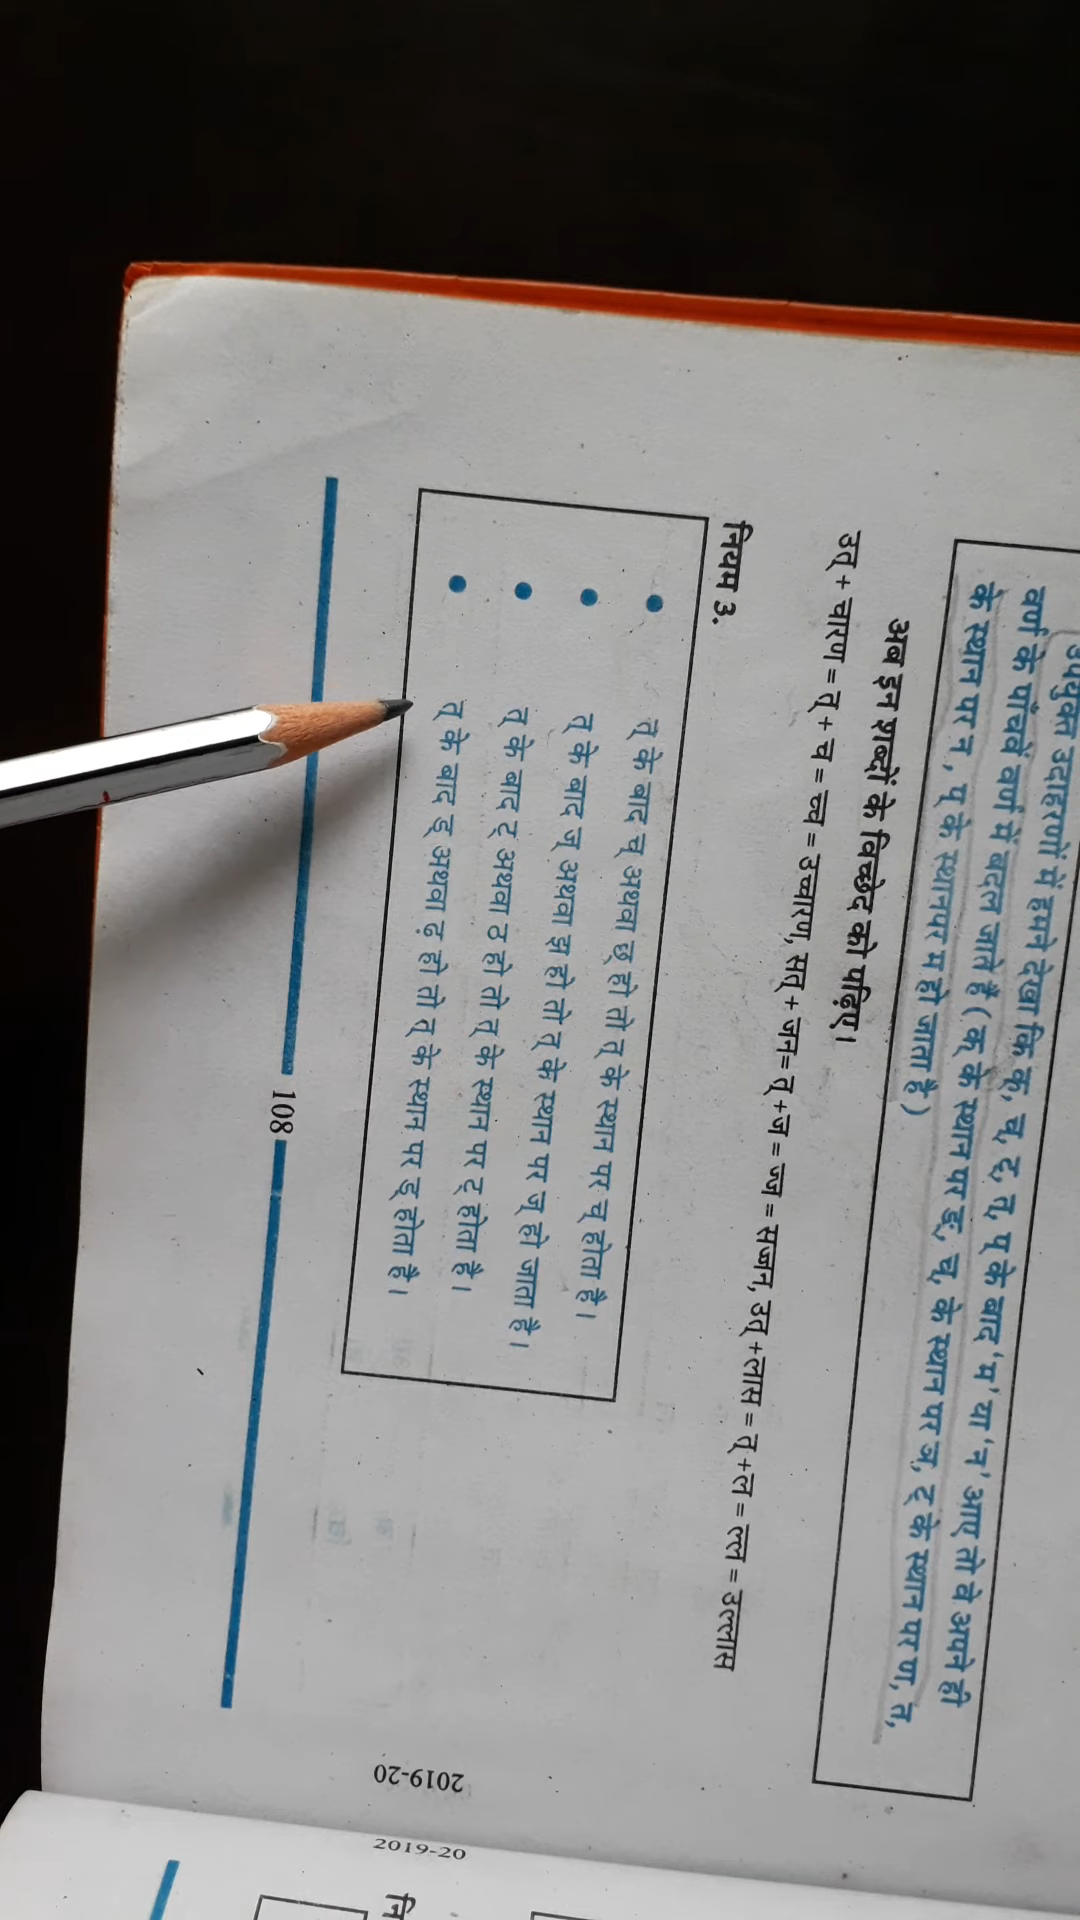 उपयुक्त उदाहरणों में हमने देखा कि क्, च्, ट्, त्, प् के बाद 'म' या 'न' आए तो वे अपने ही
वर्ण के पाँचवें वर्ण में बदल जाते हैं ( क् के स्थान पर ङ्, च्, के स्थान पर ञ, ट् के स्थान पर ण, त,
के स्थान पर न , प् के स्थानपर म हो जाता है )
अब इन शब्दों के विच्छेद को पढ़िए।
उत् + चारण = त् + च = च्च = उच्चारण, सत् + जन= त् +ज = ज्ज = सज्जन, उत् +लास = त् +ल = ल्ल = उल्लास
नियम 3.
• त् के बाद च् अथवा छ् हो तो त् के स्थान पर च् होता है।
• त् के बाद ज् अथवा झ हो तो त् के स्थान पर ज् हो जाता है।
• त् के बाद ट् अथवा ठ हो तो त् के स्थान पर ट् होता है।
• त् के बाद ड् अथवा ढ़ हो तो त् के स्थान पर ड् होता है।
108
2019-20
2019-20